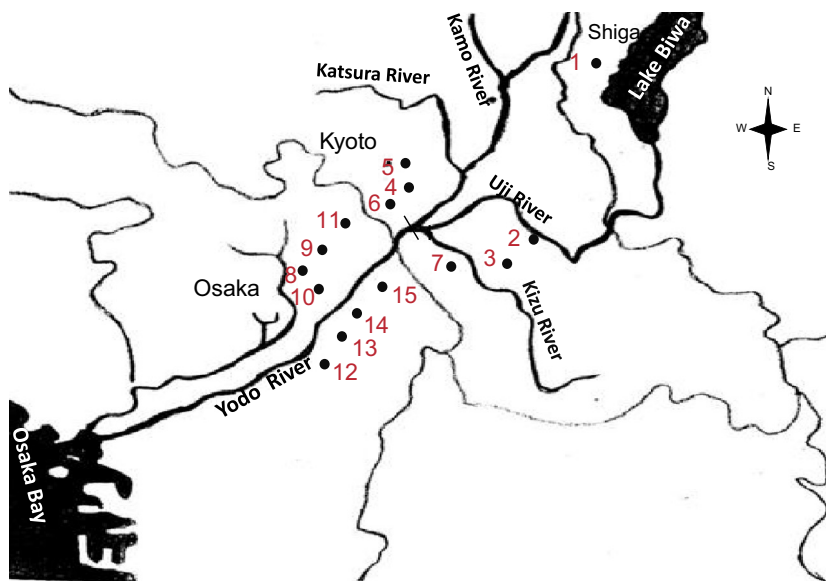 Shiga
Lake Biwa
1
Kamo River
Katsura River
N
W
E
S
Kyoto
5
4
6
Uji River
11
2
9
7
3
8
10
15
Osaka
Kizu River
14
13
12
Yodo River
Osaka Bay